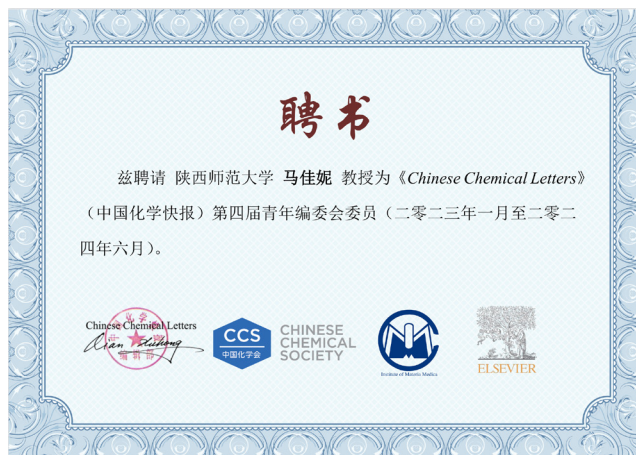 聘书
兹聘请 陕西师范大学 马佳妮 教授为《Chinese Chemical Letters》
（中国化学快报）第四届青年编委会委员（二零二三年一月至二零二
四年六月）。
Chinese Chemical Letters
CCS
中国化学会
CHINESE
CHEMICAL
SOCIETY
Institute of Materia Medica
ELSEVIER